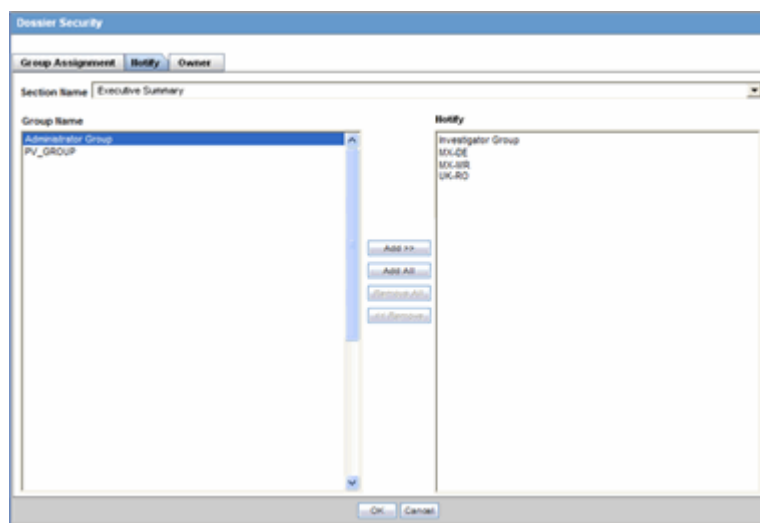 Dossier Security
Group Assignment Notify Owner
Section Name Executive Summary
Group Name Notify
Administrator Group Investigator Group
PV_GROUP MX-DE
MX-MR
UK-RO
Add >>
Add All
Remove All
<< Remove
OK Cancel